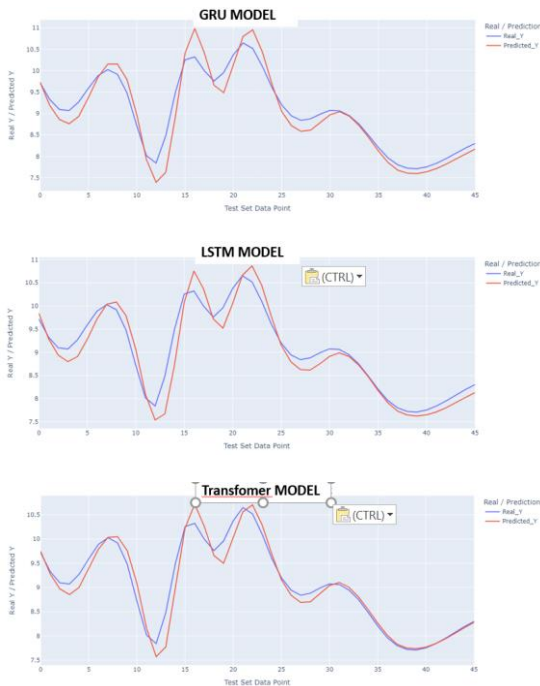 GRU MODEL
Real / Prediction
Real_Y
Predicted_Y
Real Y / Predicted Y
11
10.5
10
9.5
9
8.5
8
7.5
0 5 10 15 20 25 30 35 40 45
Test Set Data Point
LSTM MODEL
Real / Prediction
Real_Y
Predicted_Y
(CTRL)
Real Y / Predicted Y
11
10.5
10
9.5
9
8.5
8
7.5
0 5 10 15 20 25 30 35 40 45
Test Set Data Point
Transfomer MODEL
Real / Prediction
Real_Y
Predicted_Y
(CTRL)
Real Y / Predicted Y
10.5
10
9.5
9
8.5
8
7.5
0 5 10 15 20 25 30 35 40 45
Test Set Data Point